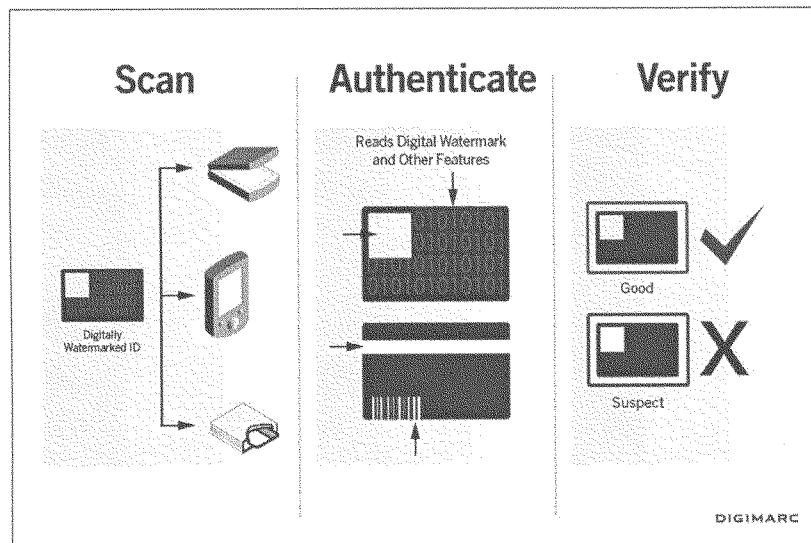 Scan
Authenticate
Verify
Digitally
Watermarked ID
Reads Digital Watermark
and Other Features
Good
Suspect
DIGIMARC